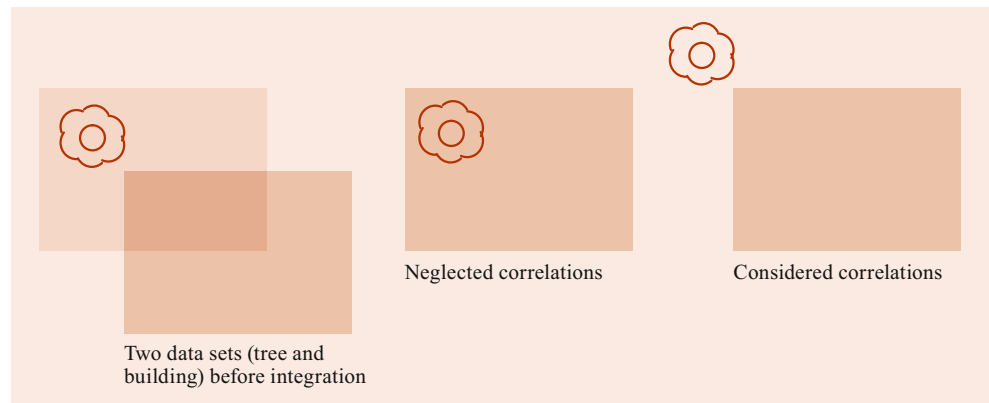 Neglected correlations
Considered correlations
Two data sets (tree and
building) before integration